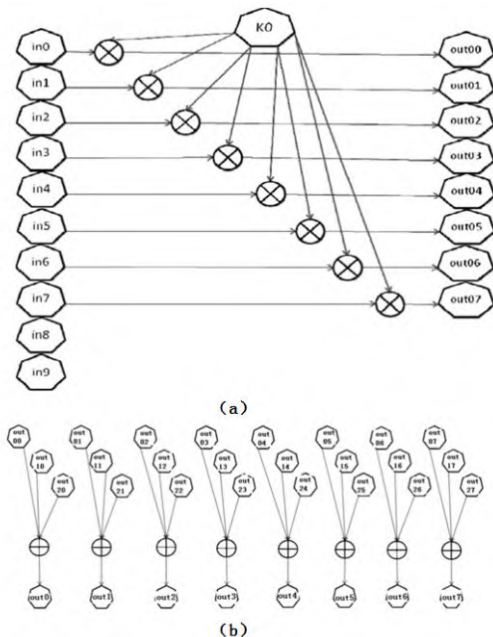 K0
in0 out00
in1 out01
in2 out02
in3 out03
in4 out04
in5 out05
in6 out06
in7 out07
in8
in9
(a)
out 00 out 01 out 02 out 03 out 04 out 05 out 06 out 07
out 10 out 11 out 12 out 13 out 14 out 15 out 16 out 17
out 20 out 21 out 22 out 23 out 24 out 25 out 26 out 27
out0 out1 out2 out3 out4 out5 out6 out7
(b)